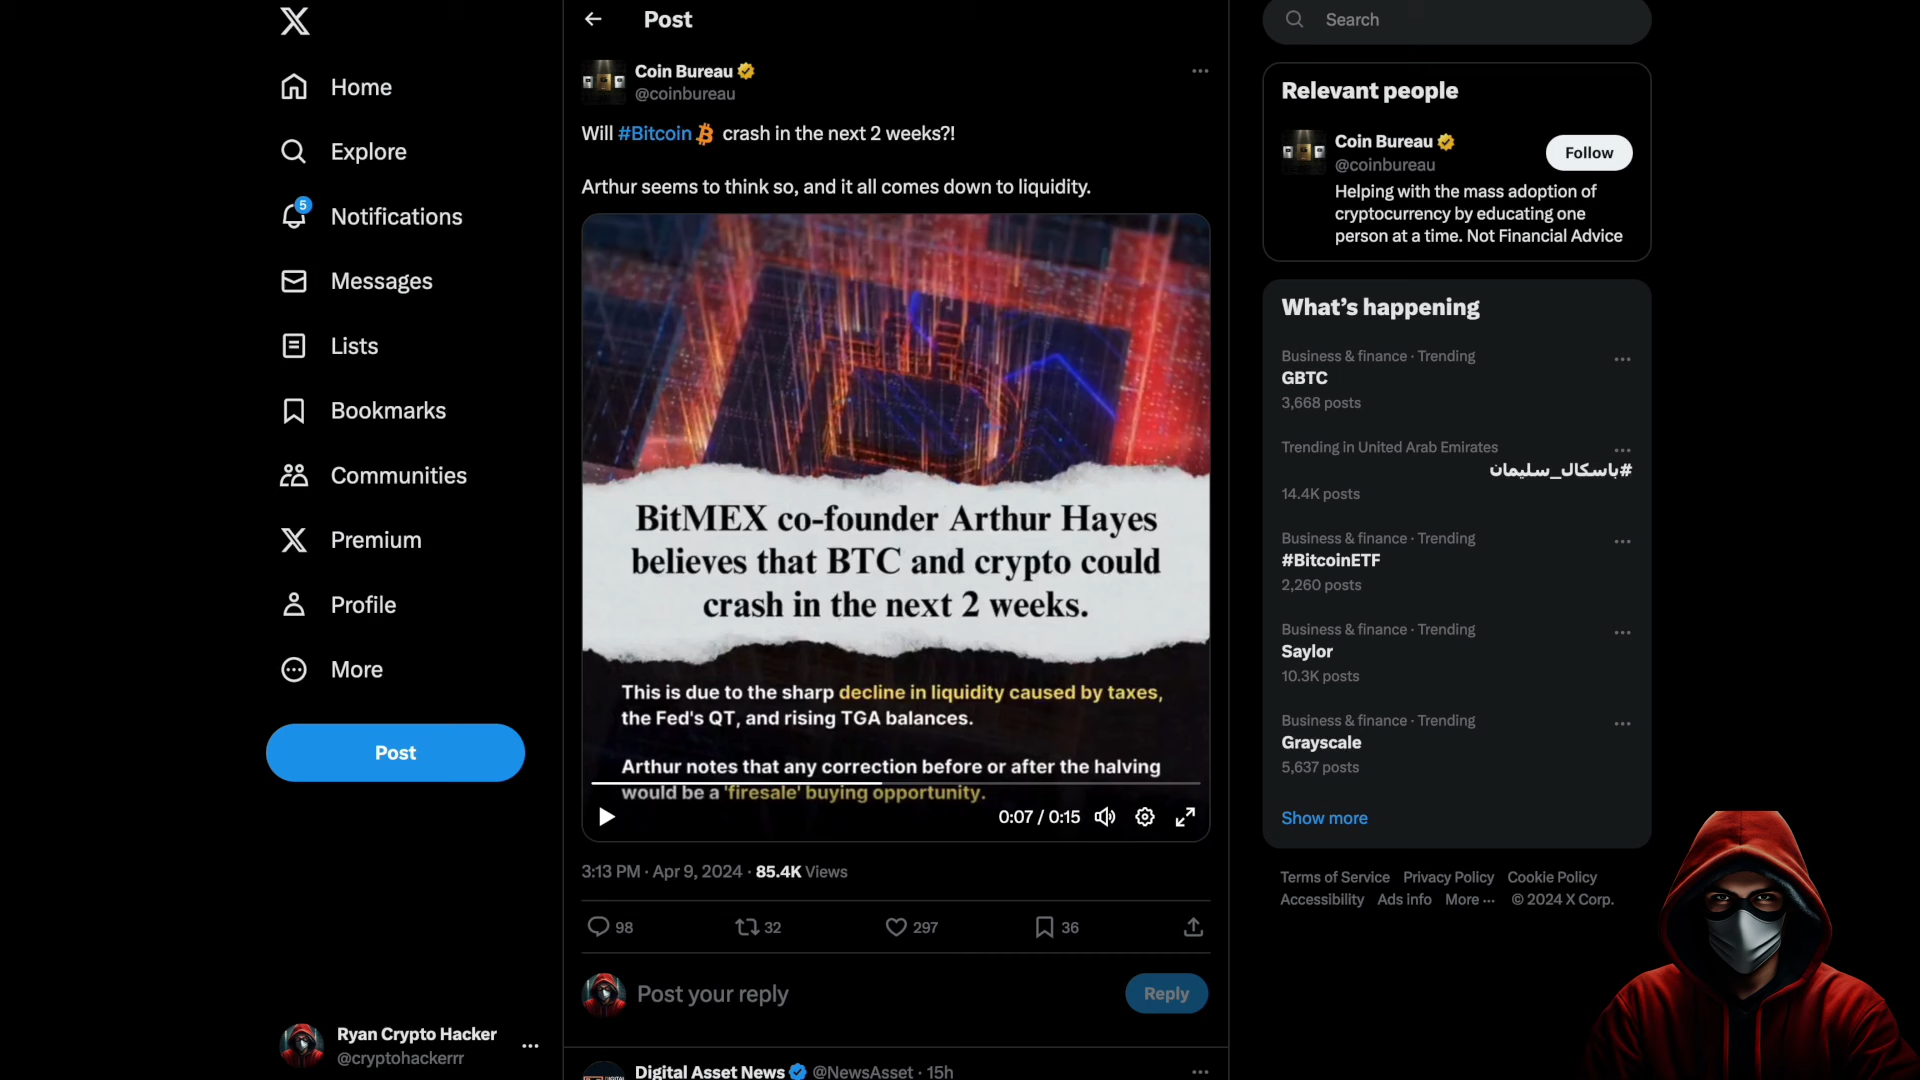 Home
Explore
5
Notifications
Messages
Lists
Bookmarks
Communities
Premium
Profile
More
Post
Ryan Crypto Hacker
@cryptohackerrr
Post
Coin Bureau
@coinbureau
Will #Bitcoin crash in the next 2 weeks?!
Arthur seems to think so, and it all comes down to liquidity.
BitMEX co-founder Arthur Hayes
believes that BTC and crypto could
crash in the next 2 weeks.
This is due to the sharp decline in liquidity caused by taxes,
the Fed's QT, and rising TGA balances.
Arthur notes that any correction before or after the halving
would be a 'firesale' buying opportunity.
0:07 / 0:15
3:13 PM · Apr 9, 2024 · 85.4K Views
98 32 297 36
Post your reply
Reply
Digital Asset News @NewsAsset · 15h
Search
Relevant people
Coin Bureau
@coinbureau
Follow
Helping with the mass adoption of
cryptocurrency by educating one
person at a time. Not Financial Advice
What's happening
Business & finance · Trending
GBTC
3,668 posts
Trending in United Arab Emirates
#باسكال_سليمان
14.4K posts
Business & finance · Trending
#BitcoinETF
2,260 posts
Business & finance · Trending
Saylor
10.3K posts
Business & finance · Trending
Grayscale
5,637 posts
Show more
Terms of Service Privacy Policy Cookie Policy
Accessibility Ads info More ··· © 2024 X Corp.